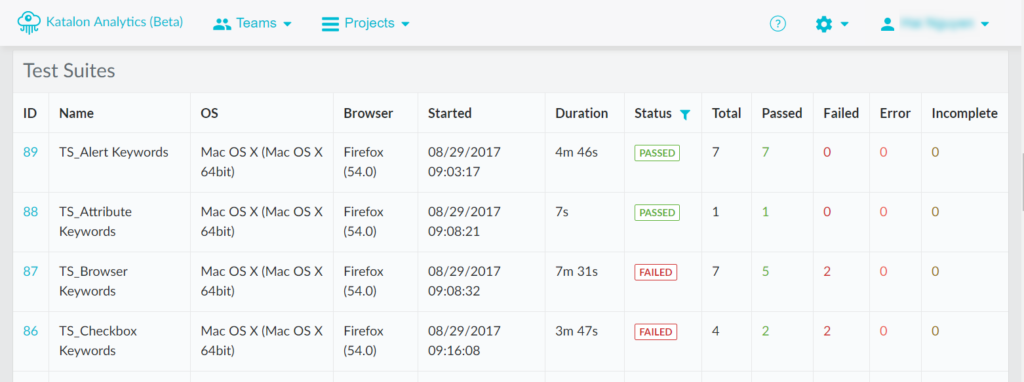 Katalon Analytics (Beta) Teams Projects ?
Test Suites
ID Name OS Browser Started Duration Status Total Passed Failed Error Incomplete
89 TS_Alert Keywords Mac OS X (Mac OS X Firefox 08/29/2017 4m 46s PASSED 7 7 0 0 0
64bit) (54.0) 09:03:17
88 TS_Attribute Mac OS X (Mac OS X Firefox 08/29/2017 7s PASSED 1 1 0 0 0
Keywords 64bit) (54.0) 09:08:21
87 TS_Browser Mac OS X (Mac OS X Firefox 08/29/2017 7m 31s FAILED 7 5 2 0 0
Keywords 64bit) (54.0) 09:08:32
86 TS_Checkbox Mac OS X (Mac OS X Firefox 08/29/2017 3m 47s FAILED 4 2 2 0 0
Keywords 64bit) (54.0) 09:16:08